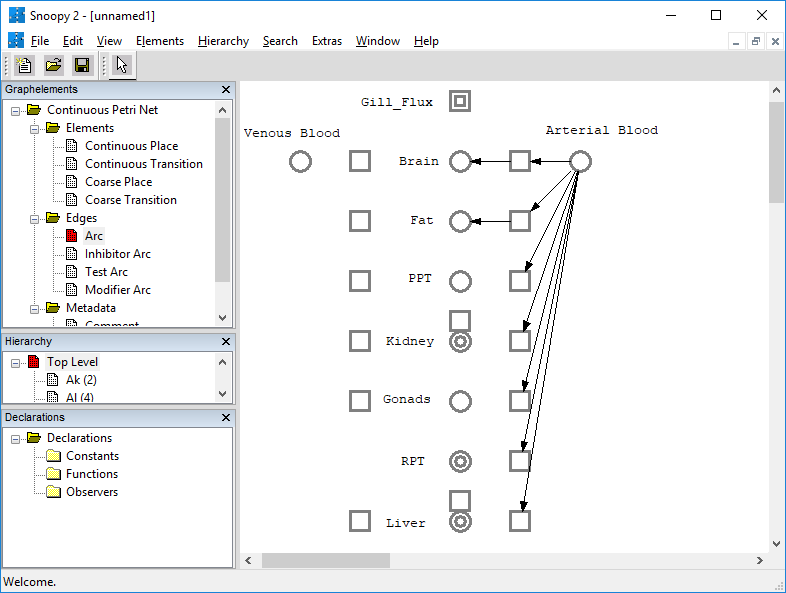 Snoopy 2 - [unnamed1]
File Edit View Elements Hierarchy Search Extras Window Help
Graphelements
Continuous Petri Net
Elements
Continuous Place
Continuous Transition
Coarse Place
Coarse Transition
Edges
Arc
Inhibitor Arc
Test Arc
Modifier Arc
Metadata
Comment
Hierarchy
Top Level
Ak (2)
Al (4)
Declarations
Declarations
Constants
Functions
Observers
Gill_Flux
Venous Blood
Arterial Blood
Brain
Fat
PPT
Kidney
Gonads
RPT
Liver
Welcome.